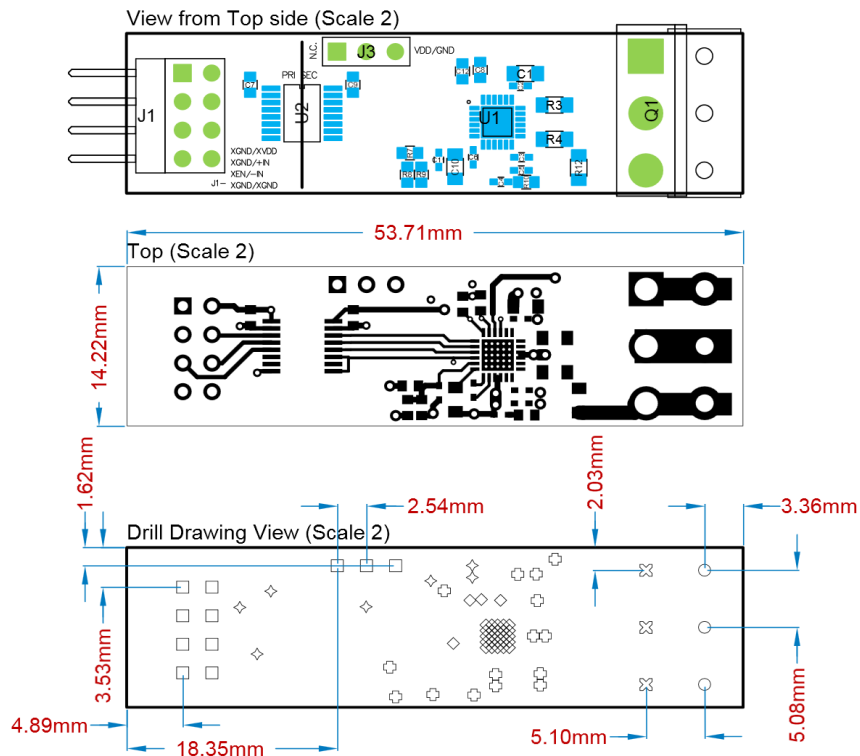 View from Top side (Scale 2)
N.C.
J3
VDD/GND
PRI SEC
C7
C9
U2
J1
XGND/XVDD
XGND/+IN
XEN/-IN
J1-
XGND/XGND
C8
C1
R3
R4
U1
Q1
R7
R8
R9
C10
R12
53.71mm
Top (Scale 2)
14.22mm
1.62mm
2.54mm
2.03mm
3.36mm
Drill Drawing View (Scale 2)
3.53mm
4.89mm
18.35mm
5.10mm
5.08mm